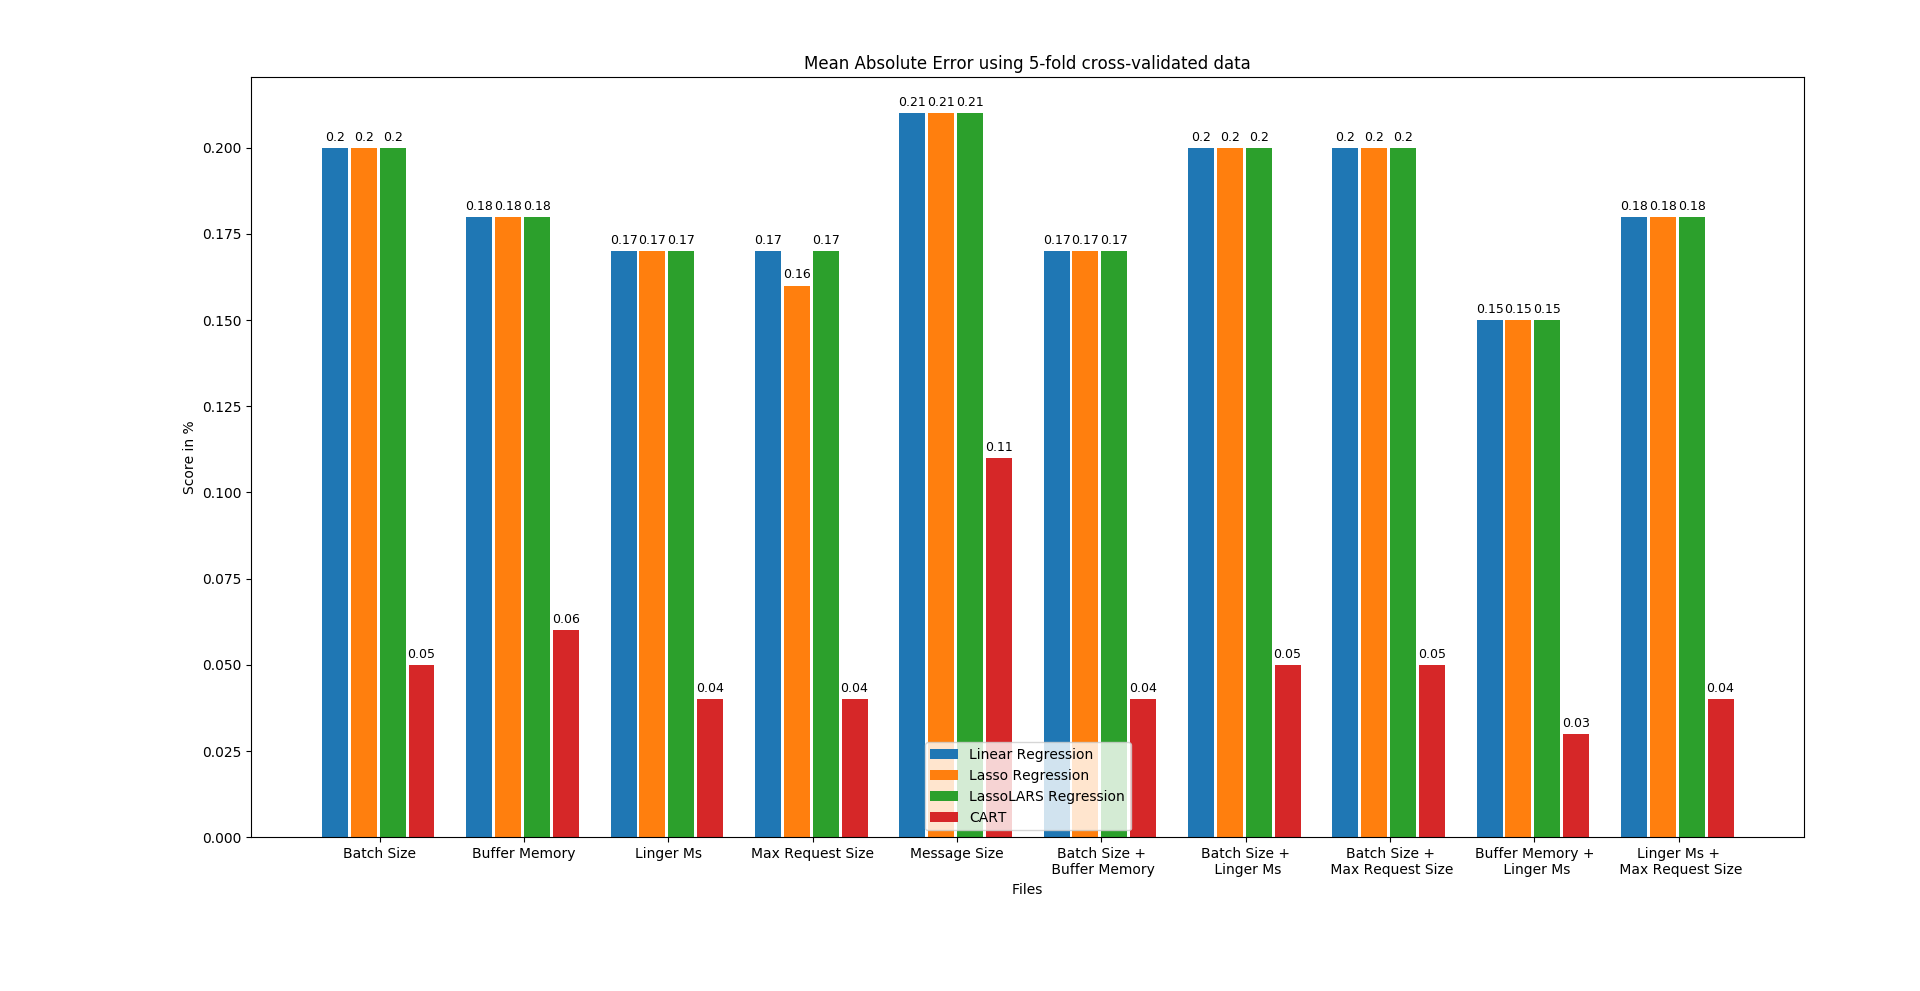 Mean Absolute Error using 5-fold cross-validated data
Score in %
0.200
0.175
0.150
0.125
0.100
0.075
0.050
0.025
0.000
0.2 0.2 0.2 0.05
0.18 0.18 0.18 0.06
0.17 0.17 0.17 0.04
0.17 0.16 0.17 0.04
0.21 0.21 0.21 0.11
0.17 0.17 0.17 0.04
0.2 0.2 0.2 0.05
0.2 0.2 0.2 0.05
0.15 0.15 0.15 0.03
0.18 0.18 0.18 0.04
Linear Regression
Lasso Regression
LassoLARS Regression
CART
Batch Size
Buffer Memory
Linger Ms
Max Request Size
Message Size
Batch Size +
Buffer Memory
Batch Size +
Linger Ms
Batch Size +
Max Request Size
Buffer Memory +
Linger Ms
Linger Ms +
Max Request Size
Files